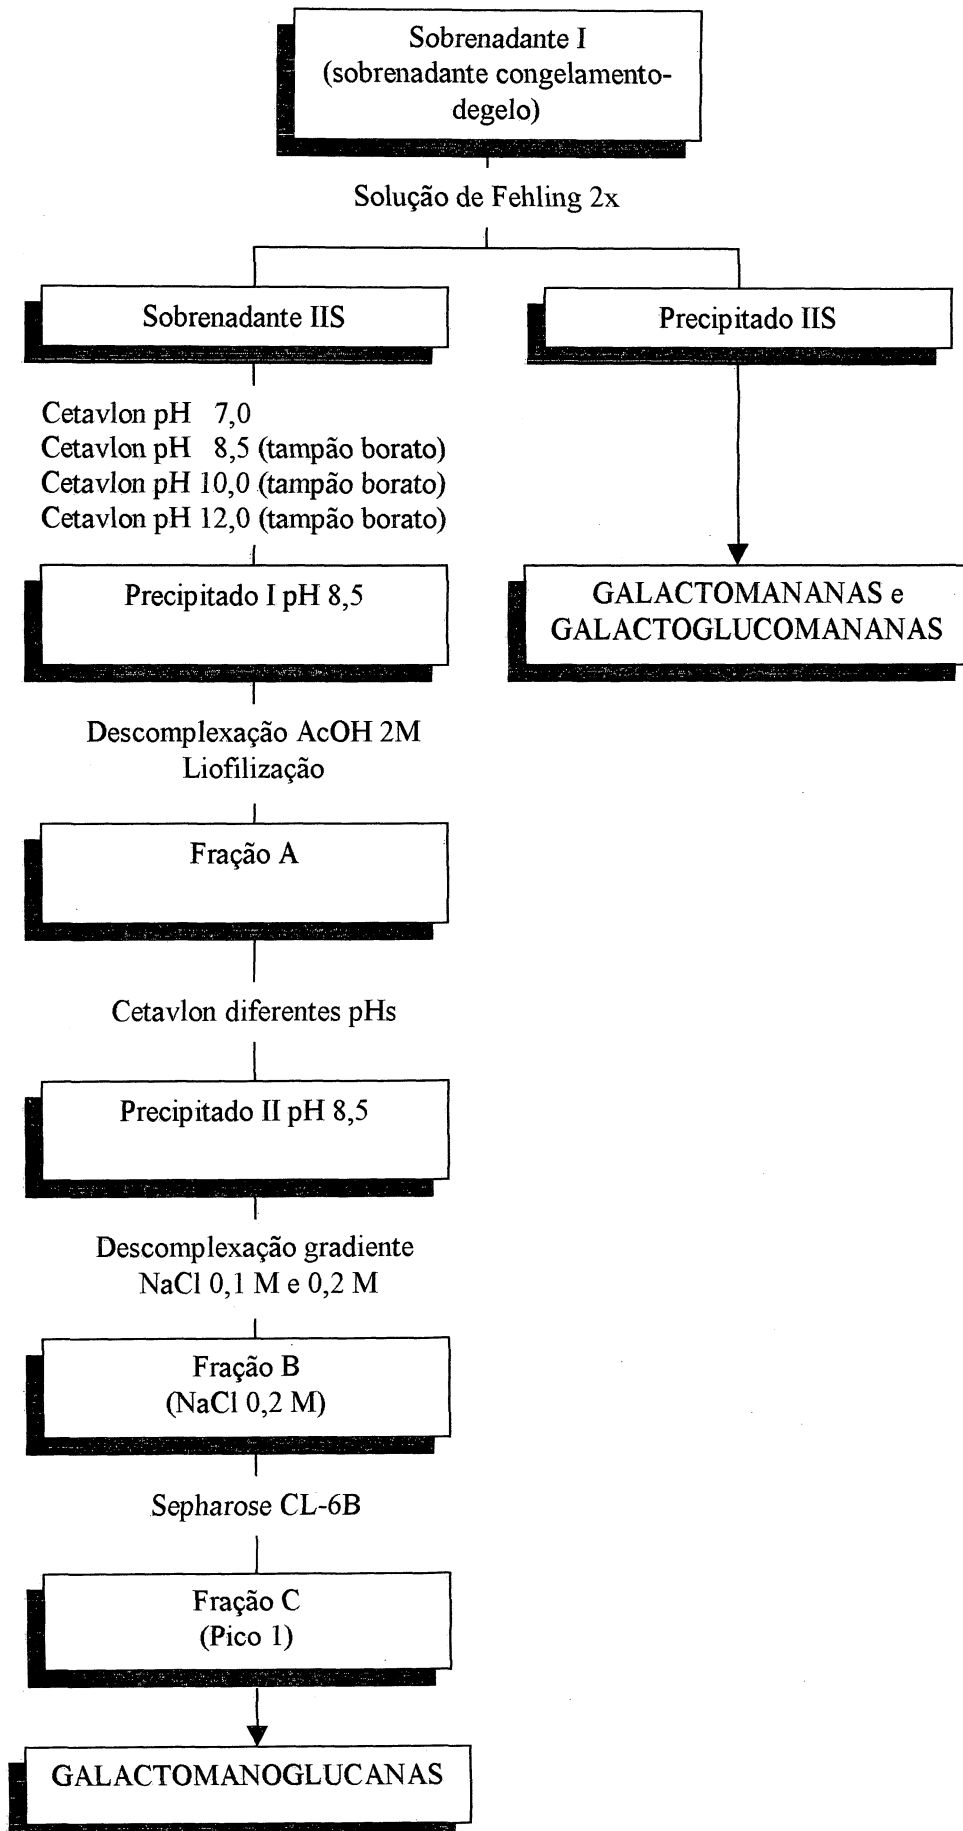 Sobrenadante I
(sobrenadante congelamento-
degelo)
Solução de Fehling 2x
Sobrenadante IIS
Precipitado IIS
Cetavlon pH 7,0
Cetavlon pH 8,5 (tampão borato)
Cetavlon pH 10,0 (tampão borato)
Cetavlon pH 12,0 (tampão borato)
Precipitado I pH 8,5
GALACTOMANANAS e
GALACTOGLUCOMANANAS
Descomplexação AcOH 2M
Liofilização
Fração A
Cetavlon diferentes pHs
Precipitado II pH 8,5
Descomplexação gradiente
NaCl 0,1 M e 0,2 M
Fração B
(NaCl 0,2 M)
Sepharose CL-6B
Fração C
(Pico 1)
GALACTOMANOGLUCANAS